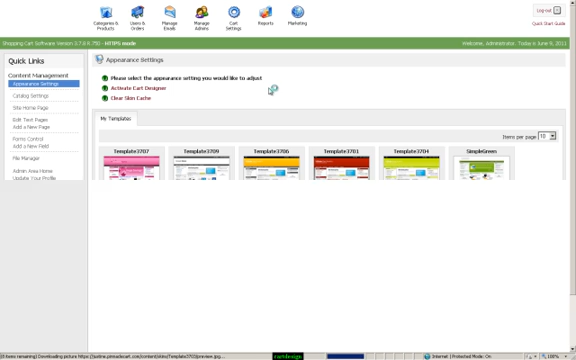 Categories & Products
Users & Orders
Manage Emails
Manage Admins
Cart Settings
Reports
Marketing
Log out
Quick Start Guide
Shopping Cart Software Version 3.7.8 - HTTPS mode
Welcome, Administrator. Today is June 9, 2011
Quick Links
Content Management
Appearance Settings
Catalog Settings
Site Home Page
Edit Text Pages
Add a New Page
Forms Control
Add a New Field
File Manager
Admin Area Home
Update Your Profile
Appearance Settings
Please select the appearance setting you would like to adjust
Activate Cart Designer
Clear Skin Cache
My Templates
Items per page 10
Template3707
Template3709
Template3706
Template3701
Template3704
SimpleGreen
Internet | Protected Mode: On
100%